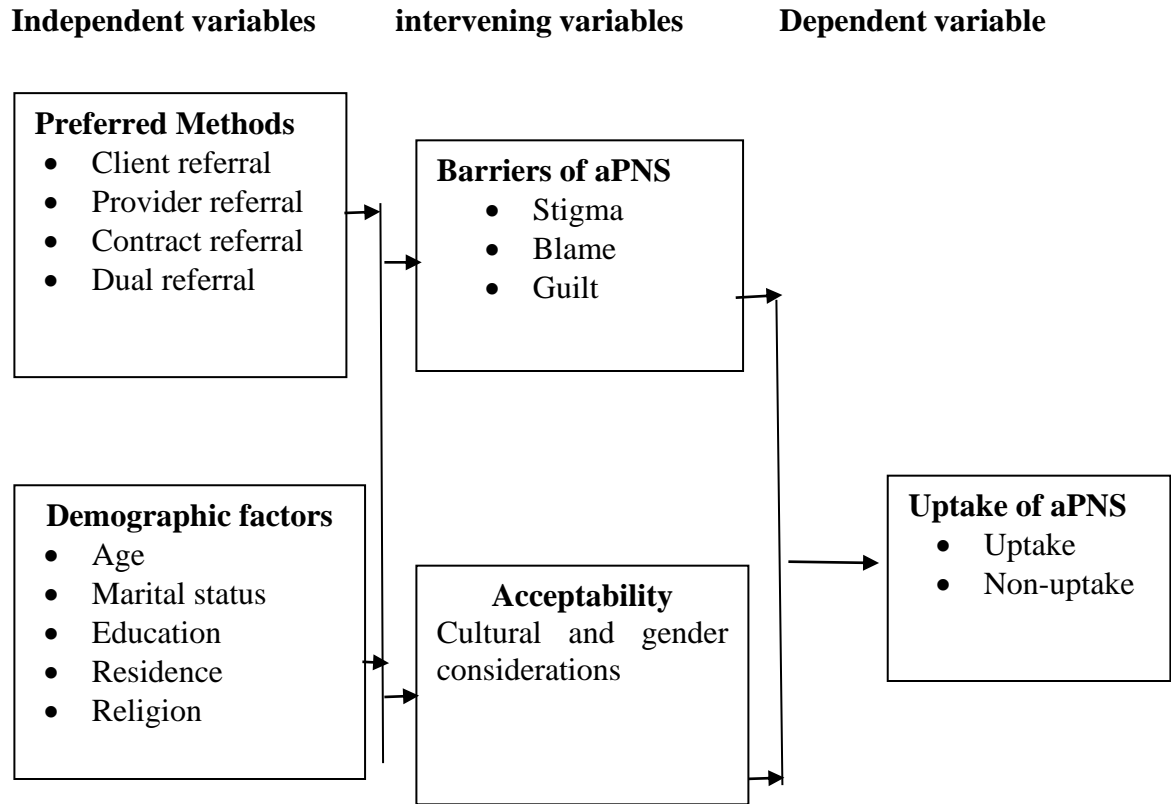 Independent variables intervening variables Dependent variable
Preferred Methods
• Client referral
• Provider referral
• Contract referral
• Dual referral
Barriers of aPNS
• Stigma
• Blame
• Guilt
Demographic factors
• Age
• Marital status
• Education
• Residence
• Religion
Acceptability
Cultural and gender
considerations
Uptake of aPNS
• Uptake
• Non-uptake